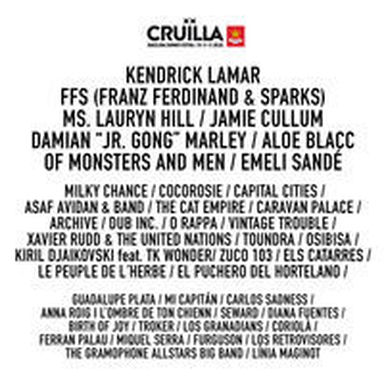 CRUÏLLA
KENDRICK LAMAR
FFS (FRANZ FERDINAND & SPARKS)
MS. LAURYN HILL / JAMIE CULLUM
DAMIAN "JR. GONG" MARLEY / ALOE BLACC
OF MONSTERS AND MEN / EMELI SANDÉ
MILKY CHANCE / COCOROSIE / CAPITAL CITIES /
ASAF AVIDAN & BAND / THE CAT EMPIRE / CARAVAN PALACE /
ARCHIVE / DUB INC. / O RAPPA / VINTAGE TROUBLE /
XAVIER RUDD & THE UNITED NATIONS / TOUNDRA / OSIBISA /
KIRIL DJAIKOVSKI feat. TK WONDER/ ZUCO 103 / ELS CATARRES /
LE PEUPLE DE L'HERBE / EL PUCHERO DEL HORTELANO /
GUADALUPE PLATA / MI CAPITÁN / CARLOS SADNESS /
ANNA ROIG I L'OMBRE DE TON CHIENN / SEWARD / DIANA FUENTES /
BIRTH OF JOY / TROKER / LOS GRANADIANS / CORIOLÀ /
FERRAN PALAU / MIQUEL SERRA / FURGUSON / LOS RETROVISORES /
THE GRAMOPHONE ALLSTARS BIG BAND / LÍNIA MAGINOT